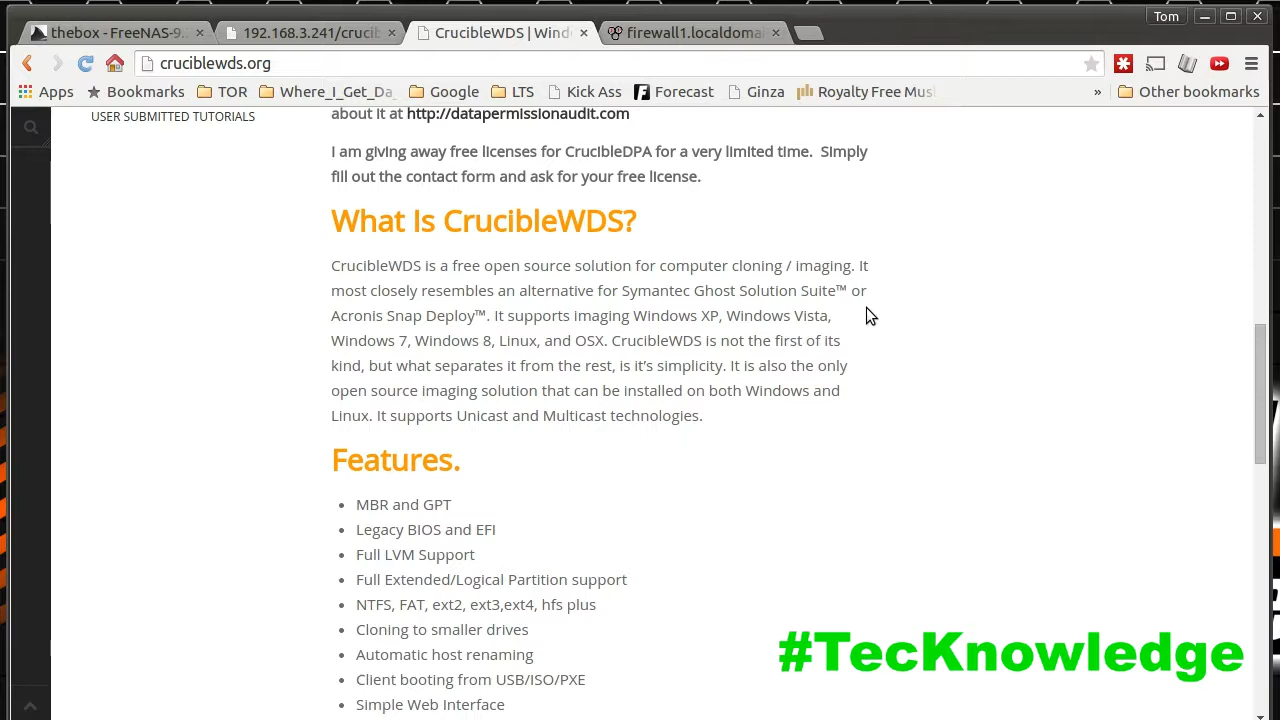 Tom
thebox - FreeNAS-9.
192.168.3.241/crucib
CrucibleWDS | Wind
firewall1.localdomai
cruciblewds.org
Apps
Bookmarks
TOR
Where_I_Get_Da
Google
LTS
Kick Ass
Forecast
Ginza
Royalty Free Mus
»
Other bookmarks
USER SUBMITTED TUTORIALS
about it at http://datapermissionaudit.com
I am giving away free licenses for CrucibleDPA for a very limited time. Simply
fill out the contact form and ask for your free license.
What Is CrucibleWDS?
CrucibleWDS is a free open source solution for computer cloning / imaging. It
most closely resembles an alternative for Symantec Ghost Solution Suite™ or
Acronis Snap Deploy™. It supports imaging Windows XP, Windows Vista,
Windows 7, Windows 8, Linux, and OSX. CrucibleWDS is not the first of its
kind, but what separates it from the rest, is it's simplicity. It is also the only
open source imaging solution that can be installed on both Windows and
Linux. It supports Unicast and Multicast technologies.
Features.
• MBR and GPT
• Legacy BIOS and EFI
• Full LVM Support
• Full Extended/Logical Partition support
• NTFS, FAT, ext2, ext3,ext4, hfs plus
• Cloning to smaller drives
• Automatic host renaming
• Client booting from USB/ISO/PXE
• Simple Web Interface
#TecKnowledge